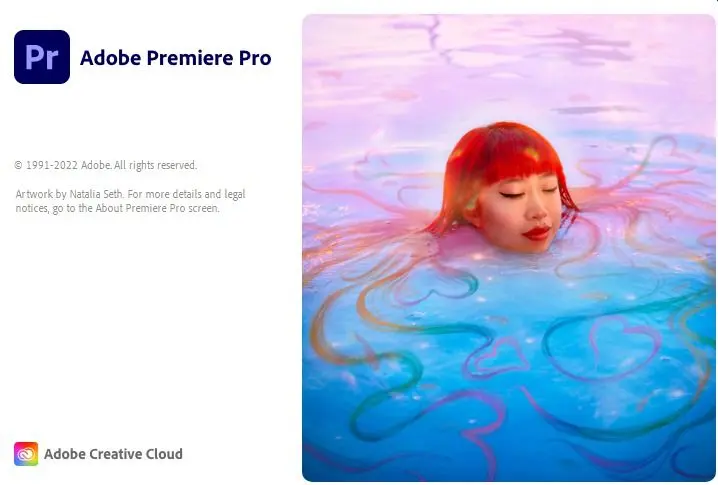 Pr Adobe Premiere Pro
© 1991-2022 Adobe. All rights reserved.
Artwork by Natalia Seth. For more details and legal
notices, go to the About Premiere Pro screen.
Adobe Creative Cloud